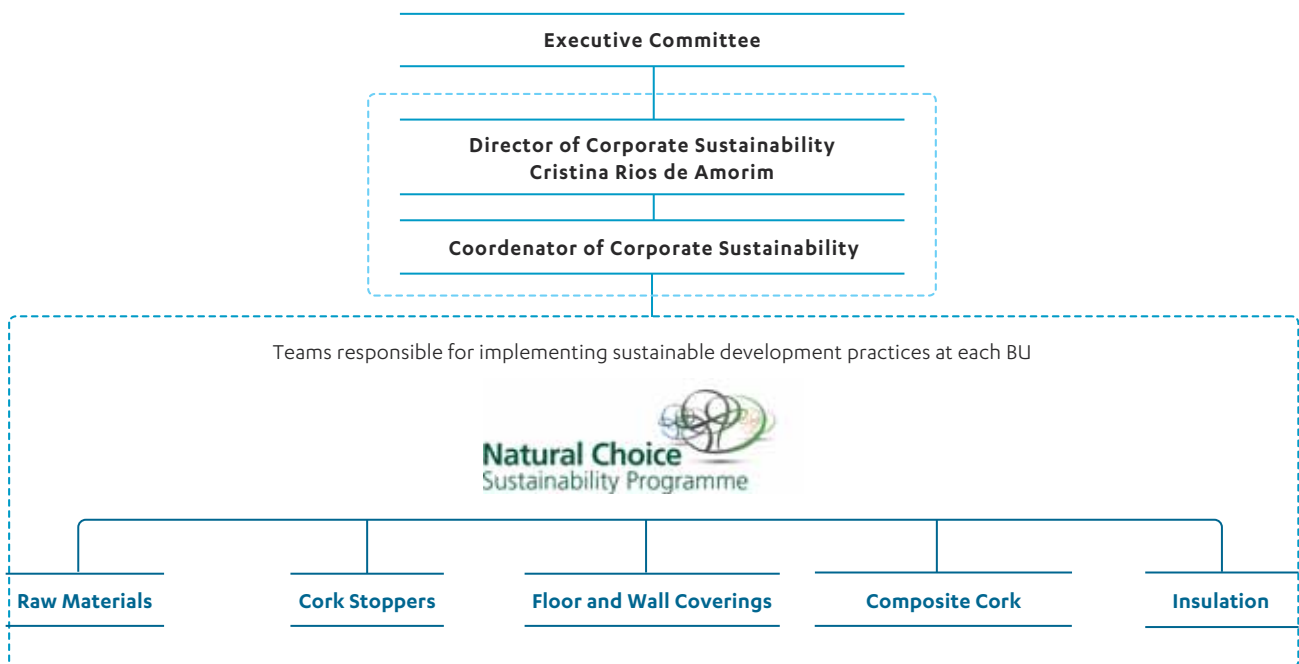 Executive Committee
Director of Corporate Sustainability
Cristina Rios de Amorim
Coordenator of Corporate Sustainability
Teams responsible for implementing sustainable development practices at each BU
Natural Choice
Sustainability Programme
Raw Materials
Cork Stoppers
Floor and Wall Coverings
Composite Cork
Insulation